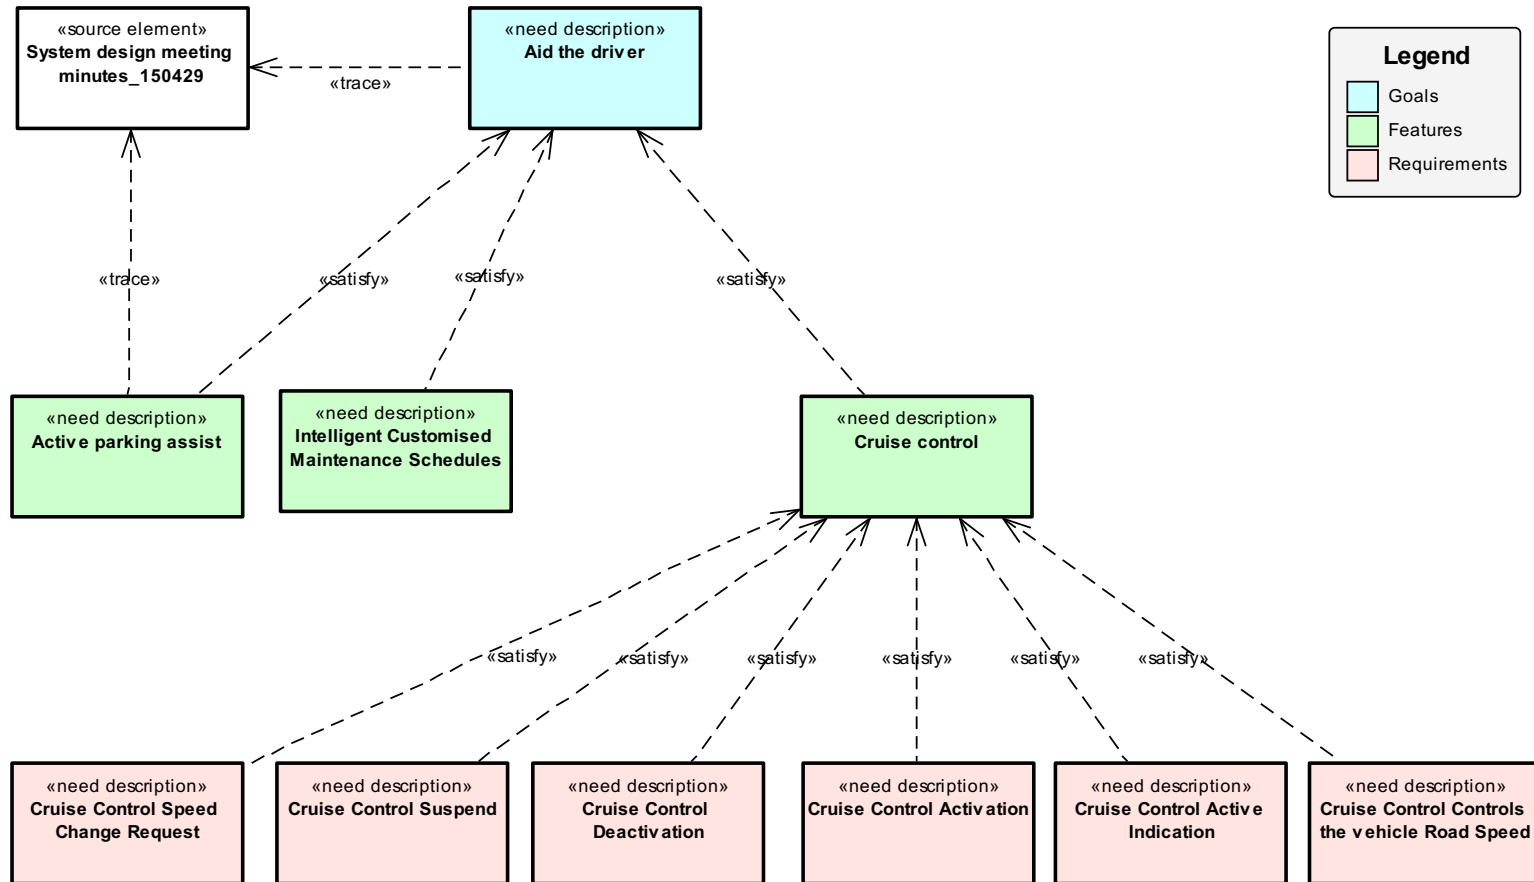 «source element»
System design meeting
minutes_150429
«need description»
Aid the driver
Legend
Goals
Features
Requirements
«trace»
«trace»
«satisfy»
«satisfy»
«satisfy»
«need description»
Active parking assist
«need description»
Intelligent Customised
Maintenance Schedules
«need description»
Cruise control
«satisfy»
«satisfy»
«satisfy»
«satisfy»
«satisfy»
«satisfy»
«need description»
Cruise Control Speed
Change Request
«need description»
Cruise Control Suspend
«need description»
Cruise Control
Deactivation
«need description»
Cruise Control Activation
«need description»
Cruise Control Active
Indication
«need description»
Cruise Control Controls
the vehicle Road Speed